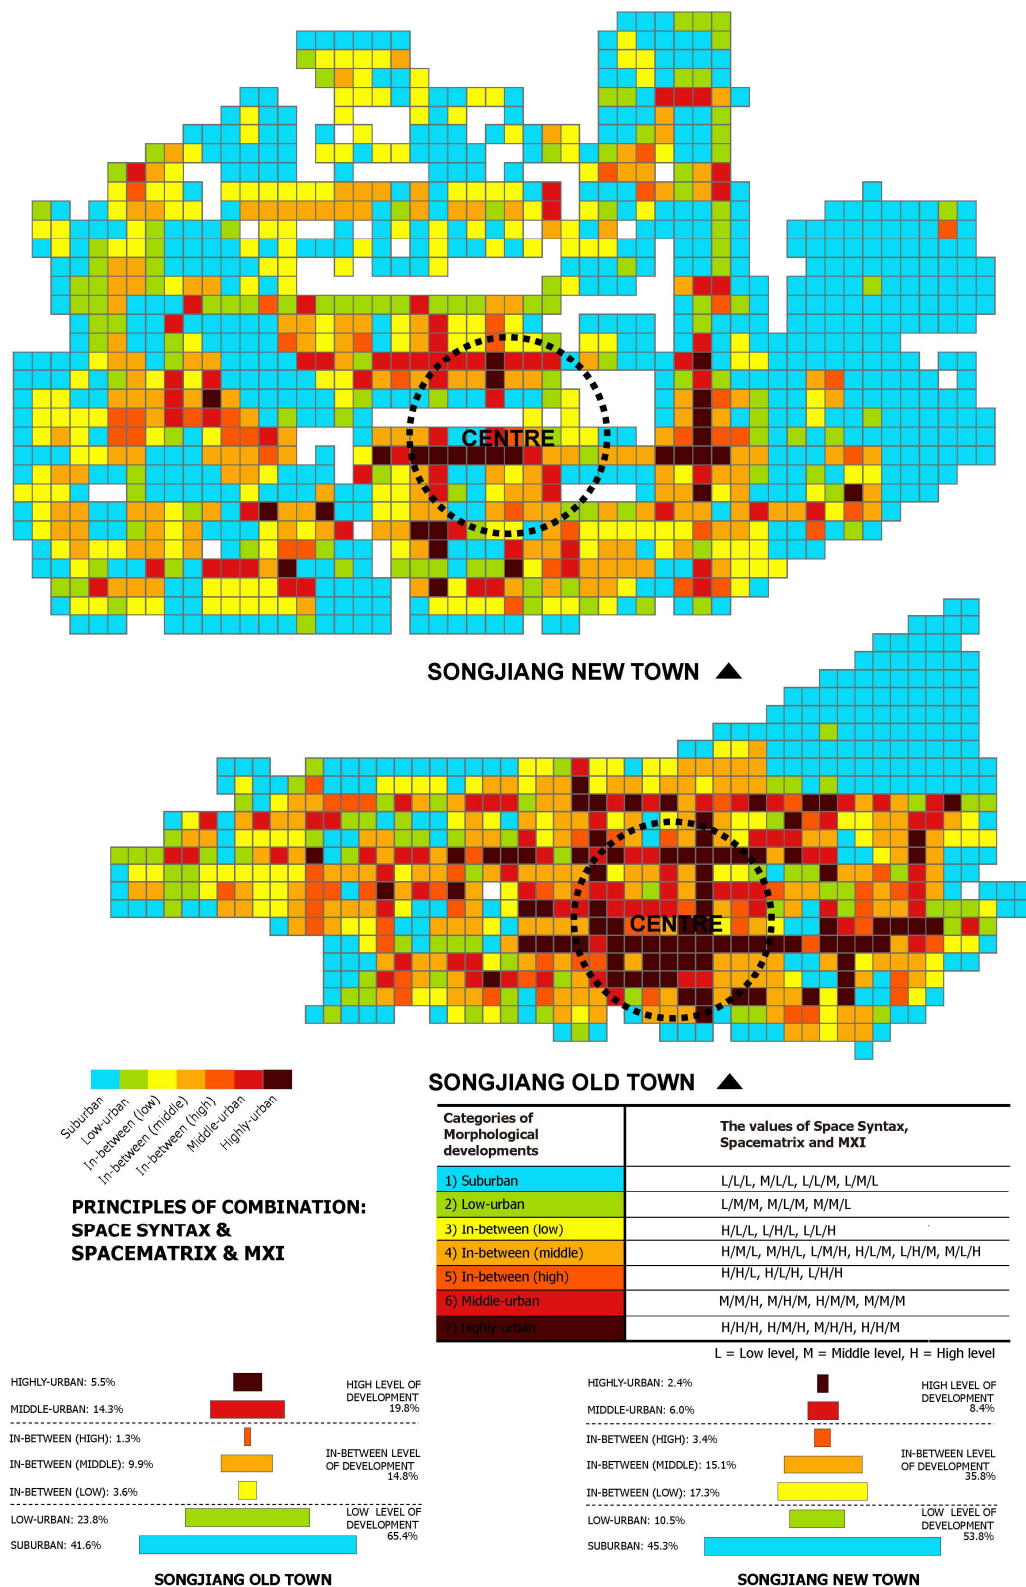 CENTRE
SONGJIANG NEW TOWN ▲
CENTRE
SONGJIANG OLD TOWN ▲
Suburban
Low-urban
In-between (low)
In-between (middle)
In-between (high)
Middle-urban
Highly-urban
PRINCIPLES OF COMBINATION:
SPACE SYNTAX &
SPACEMATRIX & MXI
Categories of
Morphological
developments
The values of Space Syntax,
Spacematrix and MXI
1) Suburban
L/L/L, M/L/L, L/L/M, L/M/L
2) Low-urban
L/M/M, M/L/M, M/M/L
3) In-between (low)
H/L/L, L/H/L, L/L/H
4) In-between (middle)
H/M/L, M/H/L, L/M/H, H/L/M, L/H/M, M/L/H
5) In-between (high)
H/H/L, H/L/H, L/H/H
6) Middle-urban
M/M/H, M/H/M, H/M/M, M/M/M
7) highly-urban
H/H/H, H/M/H, M/H/H, H/H/M
L = Low level, M = Middle level, H = High level
HIGHLY-URBAN: 5.5%
MIDDLE-URBAN: 14.3%
HIGH LEVEL OF
DEVELOPMENT
19.8%
IN-BETWEEN (HIGH): 1.3%
IN-BETWEEN (MIDDLE): 9.9%
IN-BETWEEN (LOW): 3.6%
IN-BETWEEN LEVEL
OF DEVELOPMENT
14.8%
LOW-URBAN: 23.8%
SUBURBAN: 41.6%
LOW LEVEL OF
DEVELOPMENT
65.4%
SONGJIANG OLD TOWN
HIGHLY-URBAN: 2.4%
MIDDLE-URBAN: 6.0%
HIGH LEVEL OF
DEVELOPMENT
8.4%
IN-BETWEEN (HIGH): 3.4%
IN-BETWEEN (MIDDLE): 15.1%
IN-BETWEEN (LOW): 17.3%
IN-BETWEEN LEVEL
OF DEVELOPMENT
35.8%
LOW-URBAN: 10.5%
SUBURBAN: 45.3%
LOW LEVEL OF
DEVELOPMENT
53.8%
SONGJIANG NEW TOWN